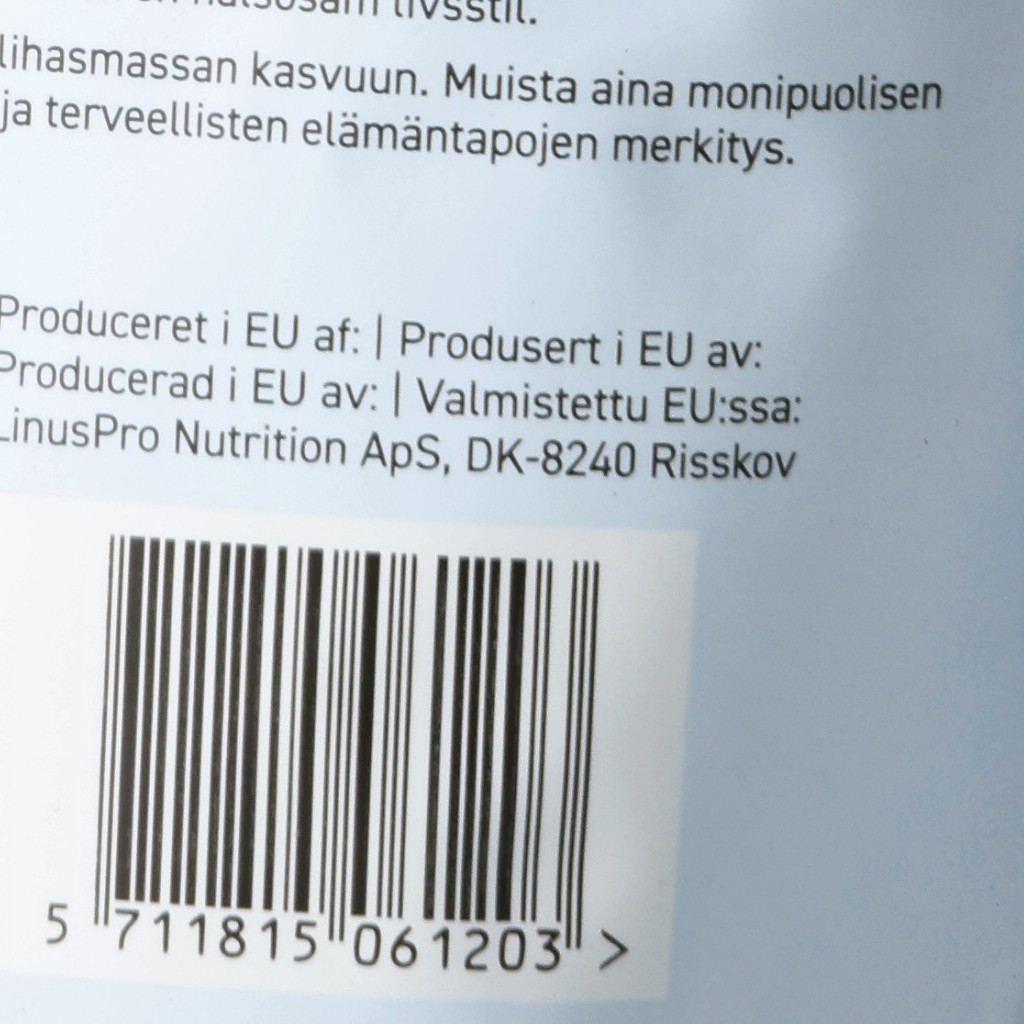 livsstil.
lihasmassan kasvuun. Muista aina monipuolisen
ja terveellisten elämäntapojen merkitys.
Produceret i EU af: | Produsert i EU av:
Producerad i EU av: | Valmistettu EU:ssa:
LinusPro Nutrition ApS, DK-8240 Risskov
5 711815 061203 >